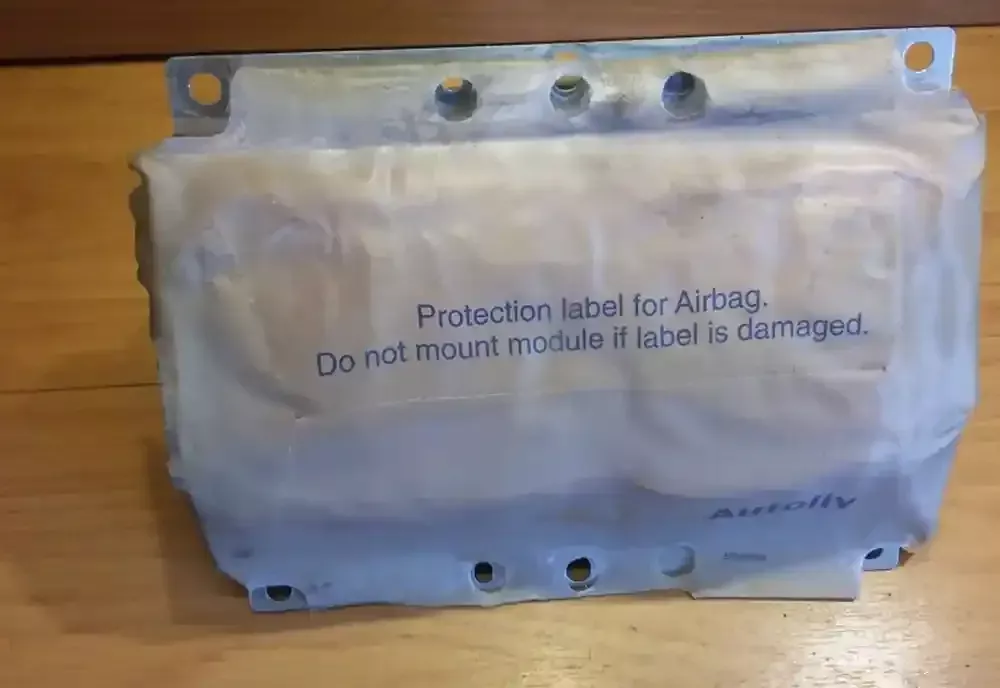 Protection label for Airbag.
Do not mount module if label is damaged.
Autoliv